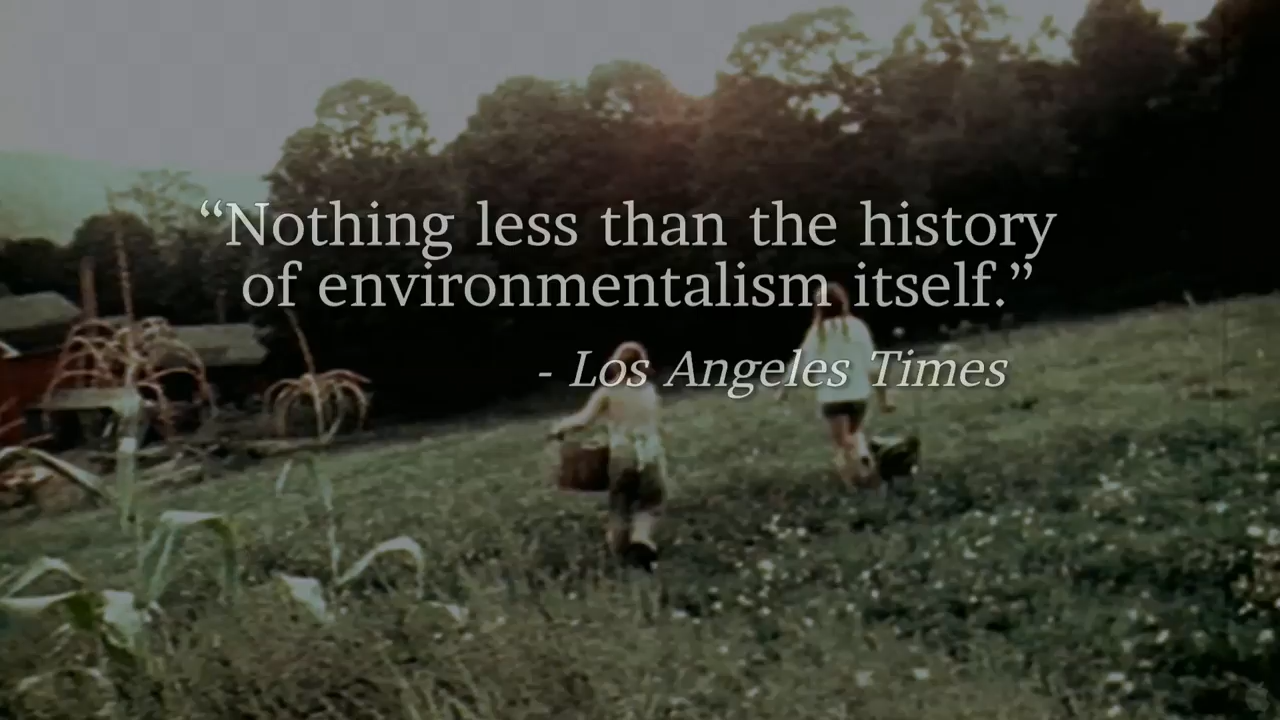 “Nothing less than the history
of environmentalism itself.”
- Los Angeles Times